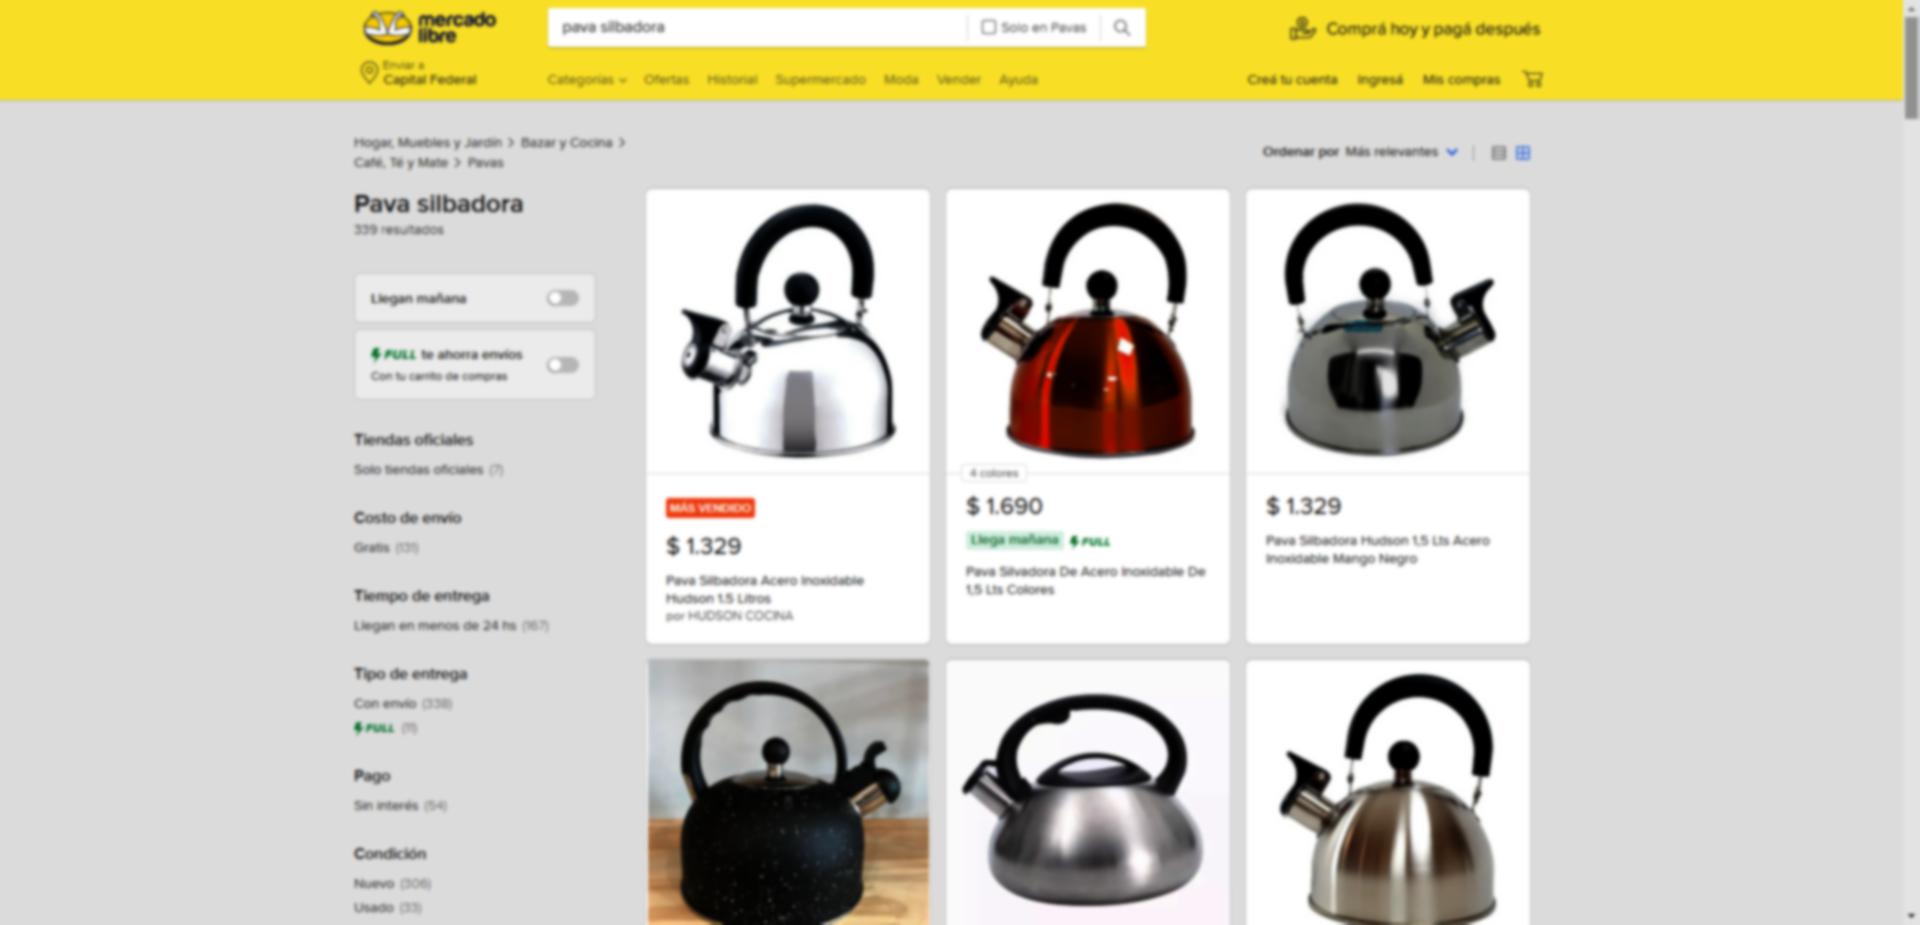 mercado
libre
pava silbadora
Solo en Pavas
Comprá hoy y pagá después
Enviar a
Capital Federal
Categorías
Ofertas
Historial
Supermercado
Moda
Vender
Ayuda
Creá tu cuenta
Ingresá
Mis compras
Hogar, Muebles y Jardín > Bazar y Cocina >
Café, Té y Mate > Pavas
Ordenar por Más relevantes
Pava silbadora
339 resultados
Llegan mañana
FULL te ahorra envíos
Con tu carrito de compras
Tiendas oficiales
Solo tiendas oficiales (7)
Costo de envío
Gratis (131)
Tiempo de entrega
Llegan en menos de 24 hs (167)
Tipo de entrega
Con envío (338)
FULL (11)
Pago
Sin interés (54)
Condición
Nuevo (306)
Usado (33)
MÁS VENDIDO
$ 1.329
Pava Silbadora Acero Inoxidable
Hudson 1.5 Litros
por HUDSON COCINA
4 colores
$ 1.690
Llega mañana FULL
Pava Silvadora De Acero Inoxidable De
1,5 Lts Colores
$ 1.329
Pava Silbadora Hudson 1,5 Lts Acero
Inoxidable Mango Negro